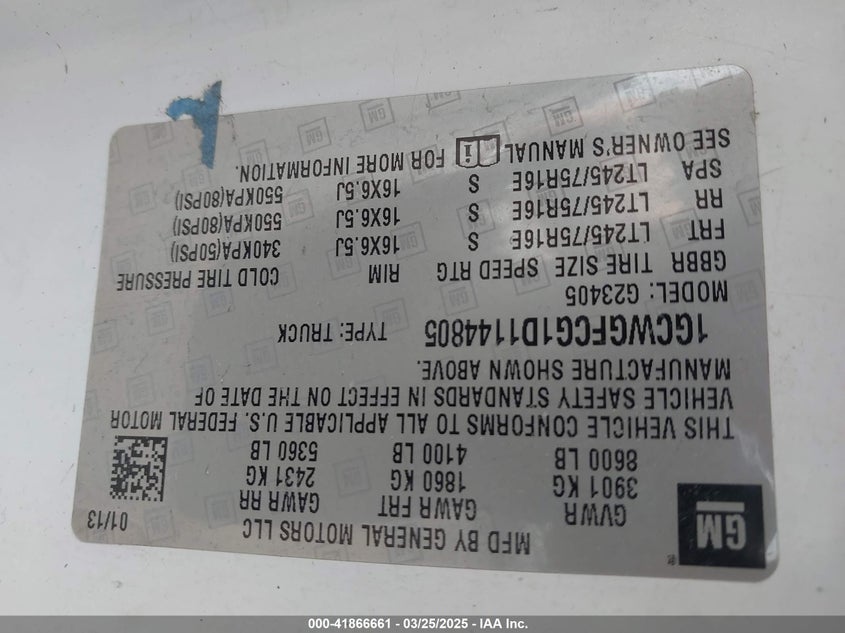 GM
MFD BY GENERAL MOTORS LLC
01/13
GVWR GAWR FRT GAWR RR
3901 KG 1860 KG 2431 KG
8600 LB 4100 LB 5360 LB
THIS VEHICLE CONFORMS TO ALL APPLICABLE U.S. FEDERAL MOTOR
VEHICLE SAFETY STANDARDS IN EFFECT ON THE DATE OF
MANUFACTURE SHOWN ABOVE.
1GCWGFCG1D1144805 TYPE: TRUCK
MODEL: G23405
GBBR TIRE SIZE SPEED RTG RIM COLD TIRE PRESSURE
FRT LT245/75R16E S 16X6.5J 340KPA(50PSI)
RR LT245/75R16E S 16X6.5J 550KPA(80PSI)
SPA LT245/75R16E S 16X6.5J 550KPA(80PSI)
SEE OWNER'S MANUAL i FOR MORE INFORMATION.
000-41866661 - 03/25/2025 - IAA Inc.